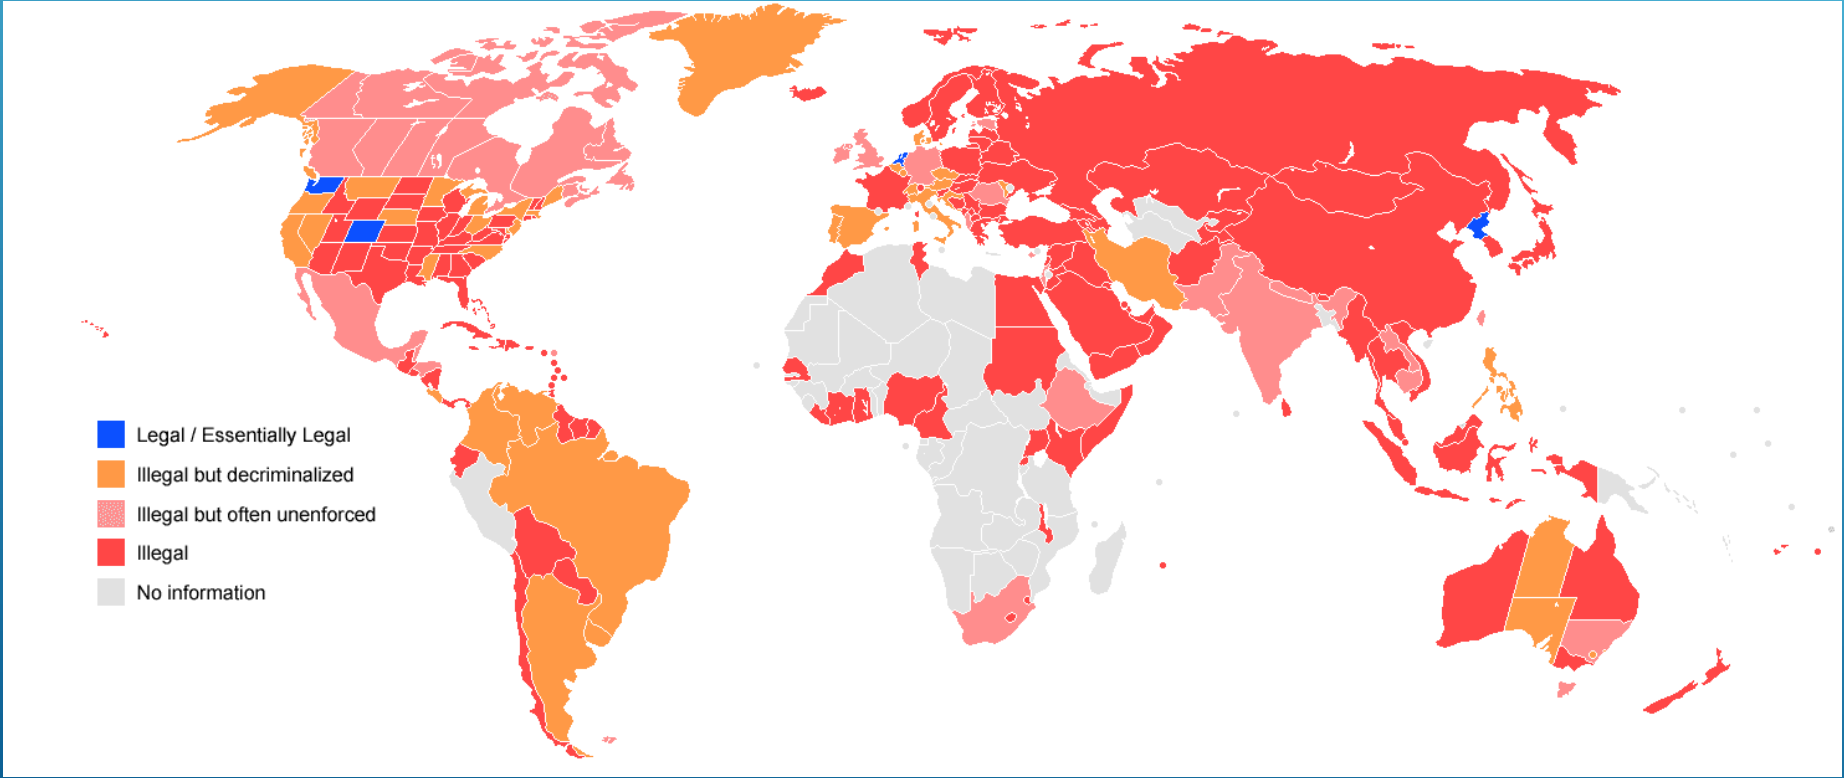 Legal / Essentially Legal
Illegal but decriminalized
Illegal but often unenforced
Illegal
No information